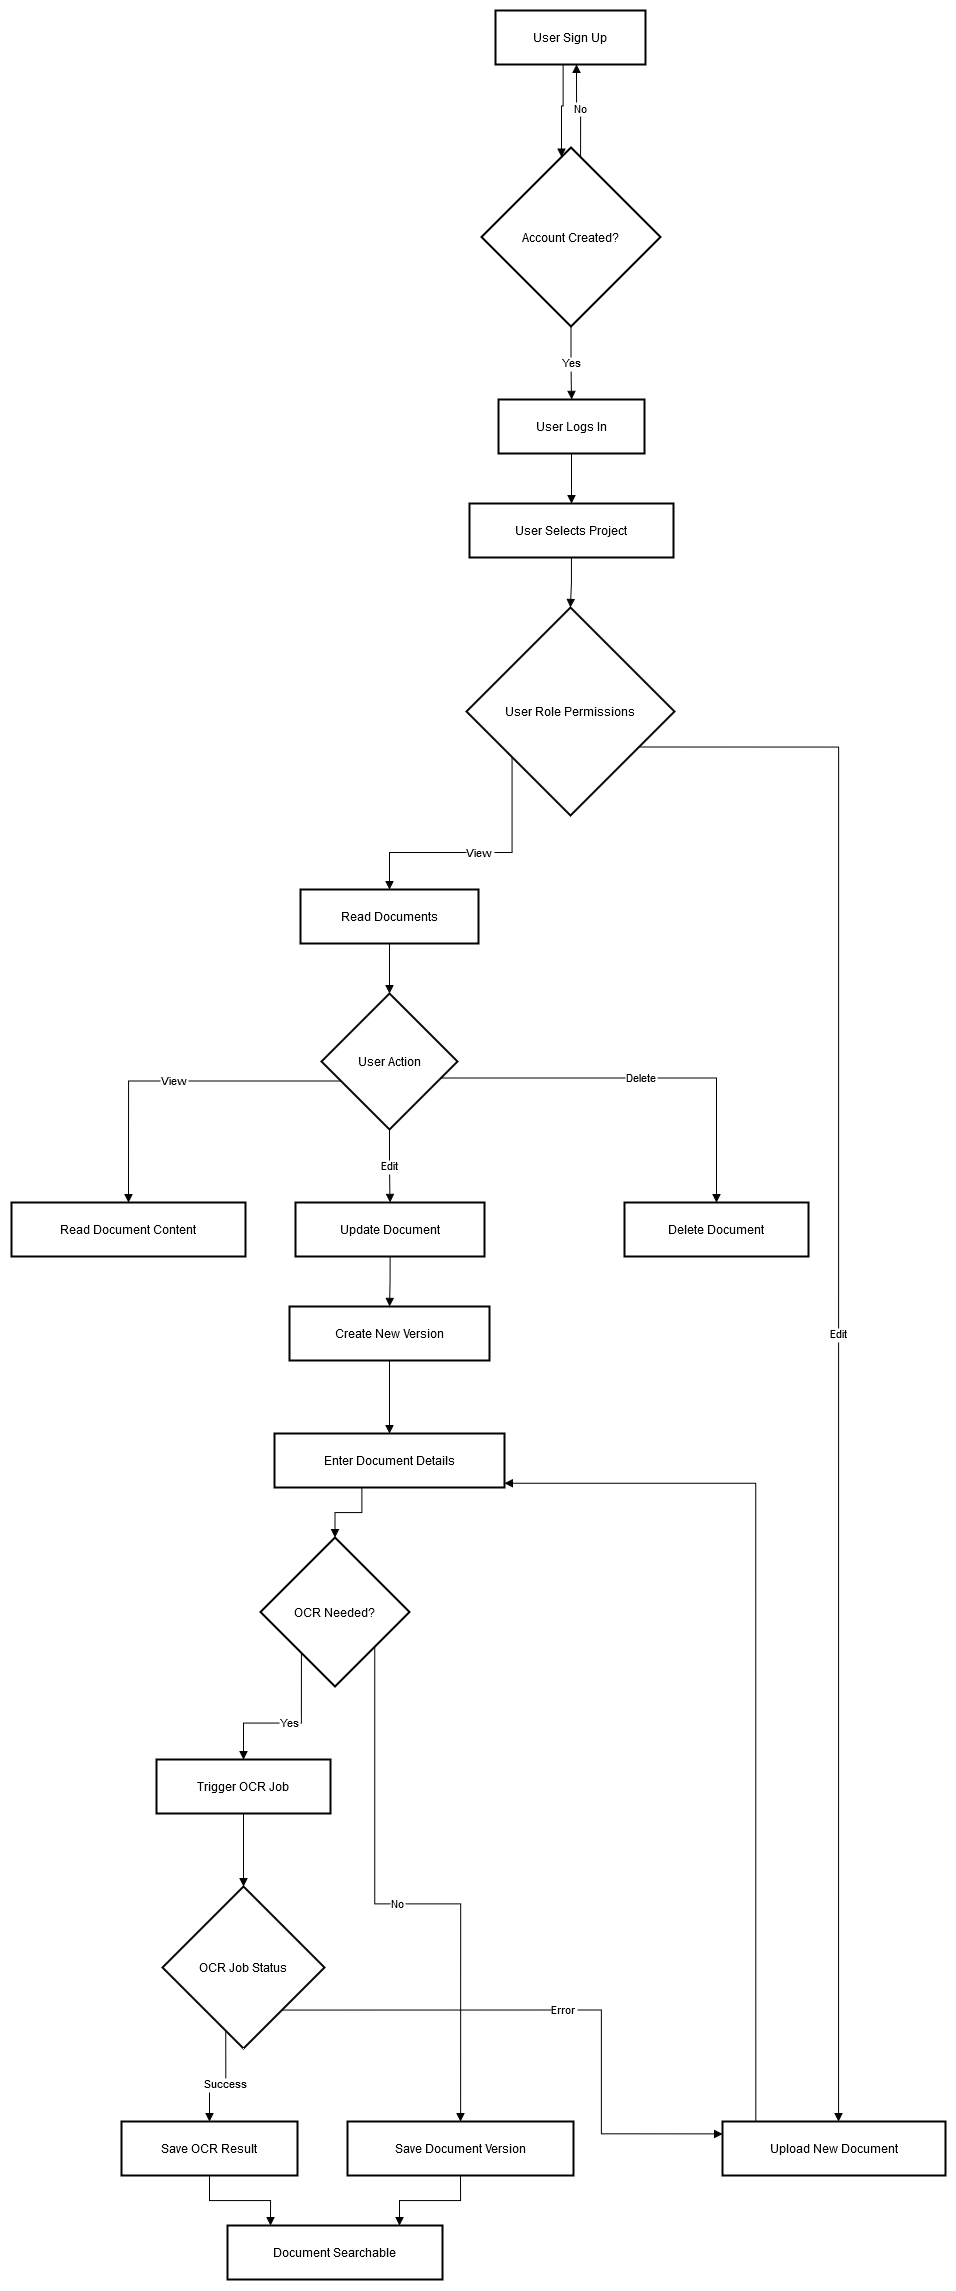 User Sign Up
No
Account Created?
Yes
User Logs In
User Selects Project
User Role Permissions
View
Read Documents
User Action
View
Delete
Edit
Read Document Content
Update Document
Delete Document
Create New Version
Edit
Enter Document Details
OCR Needed?
Yes
Trigger OCR Job
No
OCR Job Status
Error
Success
Save OCR Result
Save Document Version
Upload New Document
Document Searchable